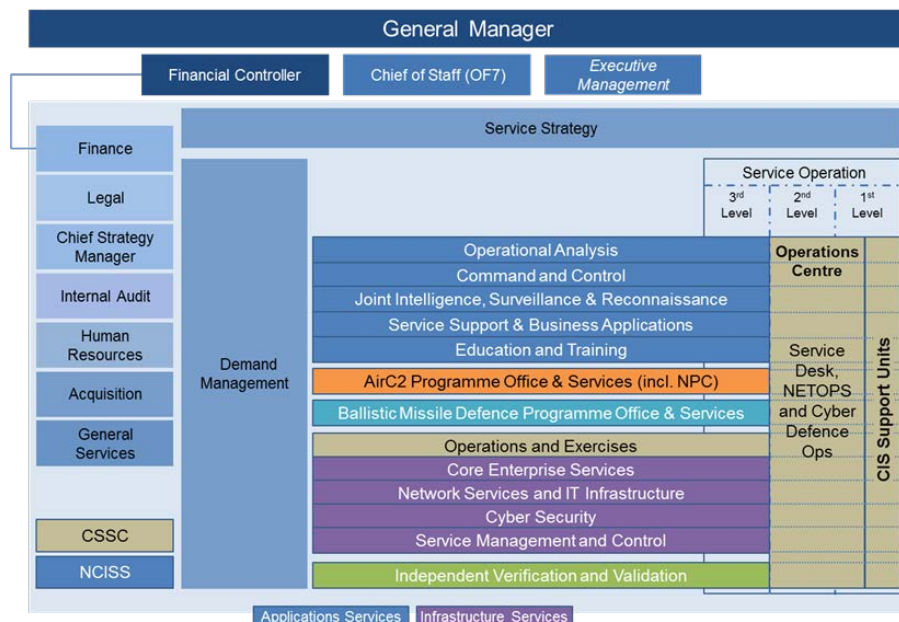 General Manager
Financial Controller
Chief of Staff (OF7)
Executive
Management
Service Strategy
Finance
Legal
Chief Strategy
Manager
Internal Audit
Human
Resources
Acquisition
General
Services
CSSC
NCISS
Demand
Management
Service Operation
3rd
Level
2nd
Level
1st
Level
Operational Analysis
Command and Control
Joint Intelligence, Surveillance & Reconnaissance
Service Support & Business Applications
Education and Training
AirC2 Programme Office & Services (incl. NPC)
Ballistic Missile Defence Programme Office & Services
Operations and Exercises
Core Enterprise Services
Network Services and IT Infrastructure
Cyber Security
Service Management and Control
Independent Verification and Validation
Operations
Centre
Service
Desk,
NETOPS
and Cyber
Defence
Ops
CIS Support Units
Applications Services
Infrastructure Services